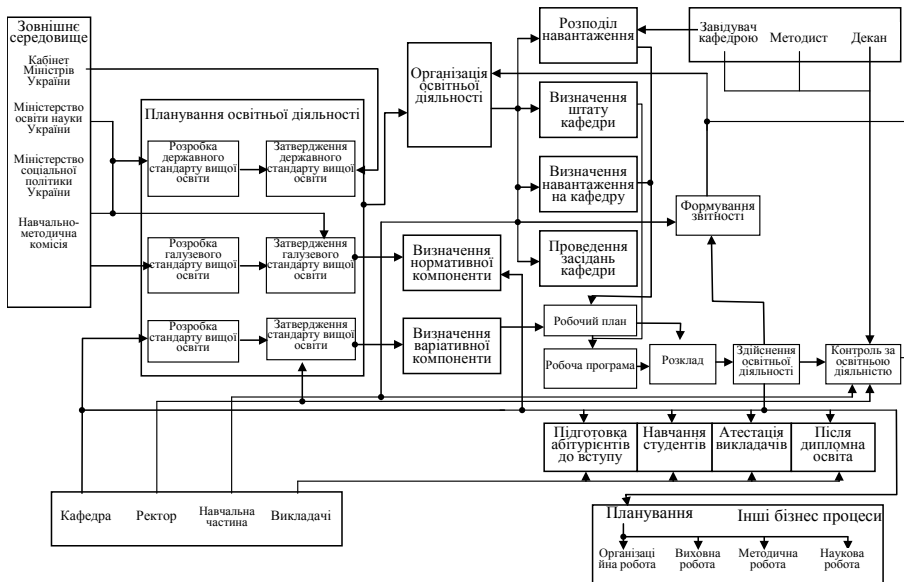 Зовнішнє
середовище
Кабінет
Міністрів
України
Міністерство
освіти науки
України
Міністерство
соціальної
політики
України
Навчально-
методична
комісія
Планування освітньої діяльності
Розробка
державного
стандарту вищої
освіти
Затвердження
державного
стандарту вищої
освіти
Розробка
галузевого
стандарту вищої
освіти
Затвердження
галузевого
стандарту вищої
освіти
Розробка
стандарту вищої
освіти
Затвердження
стандарту вищої
освіти
Організація
освітньої
діяльності
Визначення
нормативної
компоненти
Визначення
варіативної
компоненти
Розподіл
навантаження
Визначення
штату
кафедри
Визначення
навантаження
на кафедру
Проведення
засідань
кафедри
Завідувач
кафедрою
Методист
Декан
Формування
звітності
Робочий план
Робоча програма
Розклад
Здійснення
освітньої
діяльності
Контроль за
освітньою
діяльністю
Підготовка
абітурієнтів
до вступу
Навчання
студентів
Атестація
викладачів
Після
дипломна
освіта
Кафедра
Ректор
Навчальна
частина
Викладачі
Планування
Інші бізнес процеси
Організаці
йна робота
Виховна
робота
Методична
робота
Наукова
робота